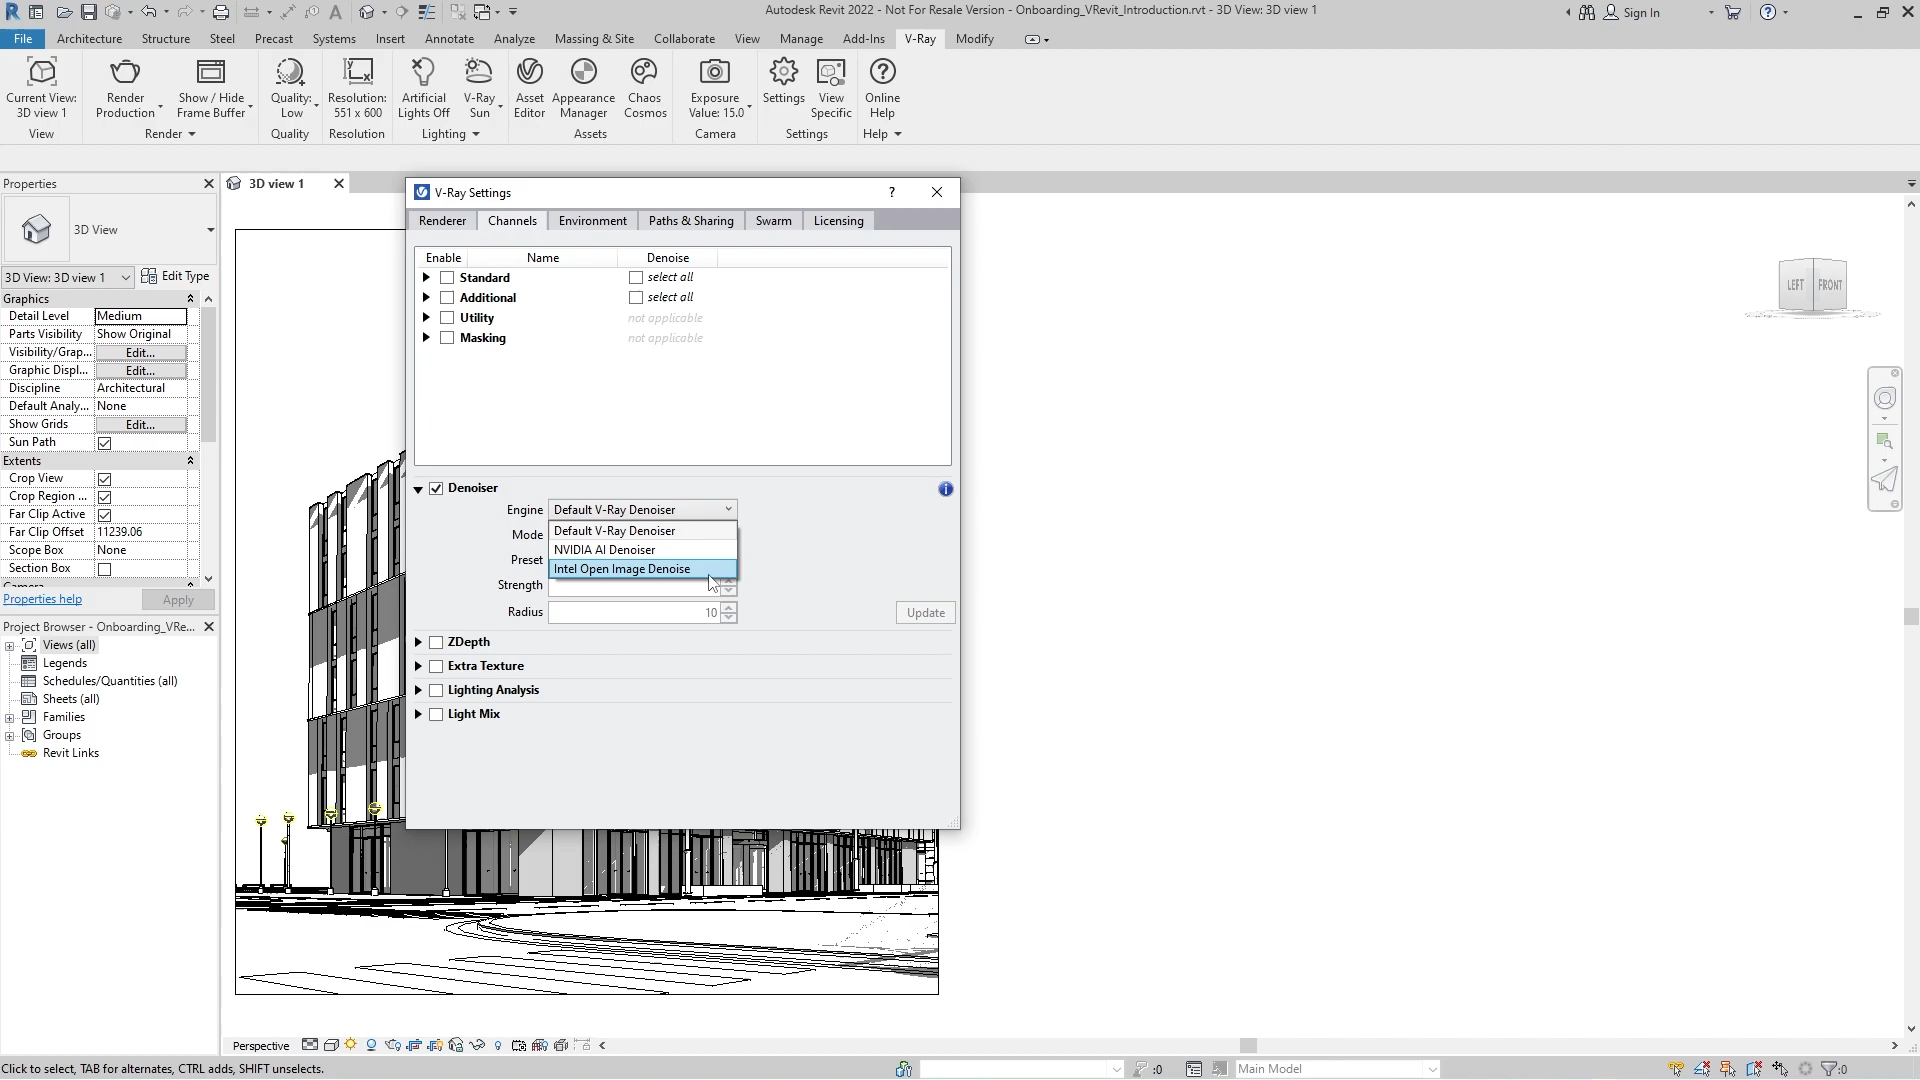 Autodesk Revit 2022 - Not For Resale Version - Onboarding_VRevit_Introduction.rvt - 3D View: 3D view 1
Sign In
File Architecture Structure Steel Precast Systems Insert Annotate Analyze Massing & Site Collaborate View Manage Add-Ins V-Ray Modify
Current View: 3D view 1
Render Production
Show / Hide Frame Buffer
Quality: Low
Resolution: 551 x 600
Artificial Lights Off
V-Ray Sun
Asset Editor
Appearance Manager
Chaos Cosmos
Exposure Value: 15.0
Settings
View Specific
Online Help
View Render Quality Resolution Lighting Assets Camera Settings Help
Properties
3D View
3D View: 3D view 1 Edit Type
Graphics
Detail Level Medium
Parts Visibility Show Original
Visibility/Grap... Edit...
Graphic Displ... Edit...
Discipline Architectural
Default Analy... None
Show Grids Edit...
Sun Path
Extents
Crop View
Crop Region ...
Far Clip Active
Far Clip Offset 11239.06
Scope Box None
Section Box
Camera
Properties help Apply
Project Browser - Onboarding_VRe...
Views (all)
Legends
Schedules/Quantities (all)
Sheets (all)
Families
Groups
Revit Links
3D view 1
V-Ray Settings ?
Renderer Channels Environment Paths & Sharing Swarm Licensing
Enable Name Denoise
Standard select all
Additional select all
Utility not applicable
Masking not applicable
Denoiser
Engine Default V-Ray Denoiser
Mode Default V-Ray Denoiser
NVIDIA AI Denoiser
Preset
Intel Open Image Denoise
Strength
Radius 10 Update
ZDepth
Extra Texture
Lighting Analysis
Light Mix
LEFT FRONT
Perspective
Click to select, TAB for alternates, CTRL adds, SHIFT unselects.
:0
Main Model
:0